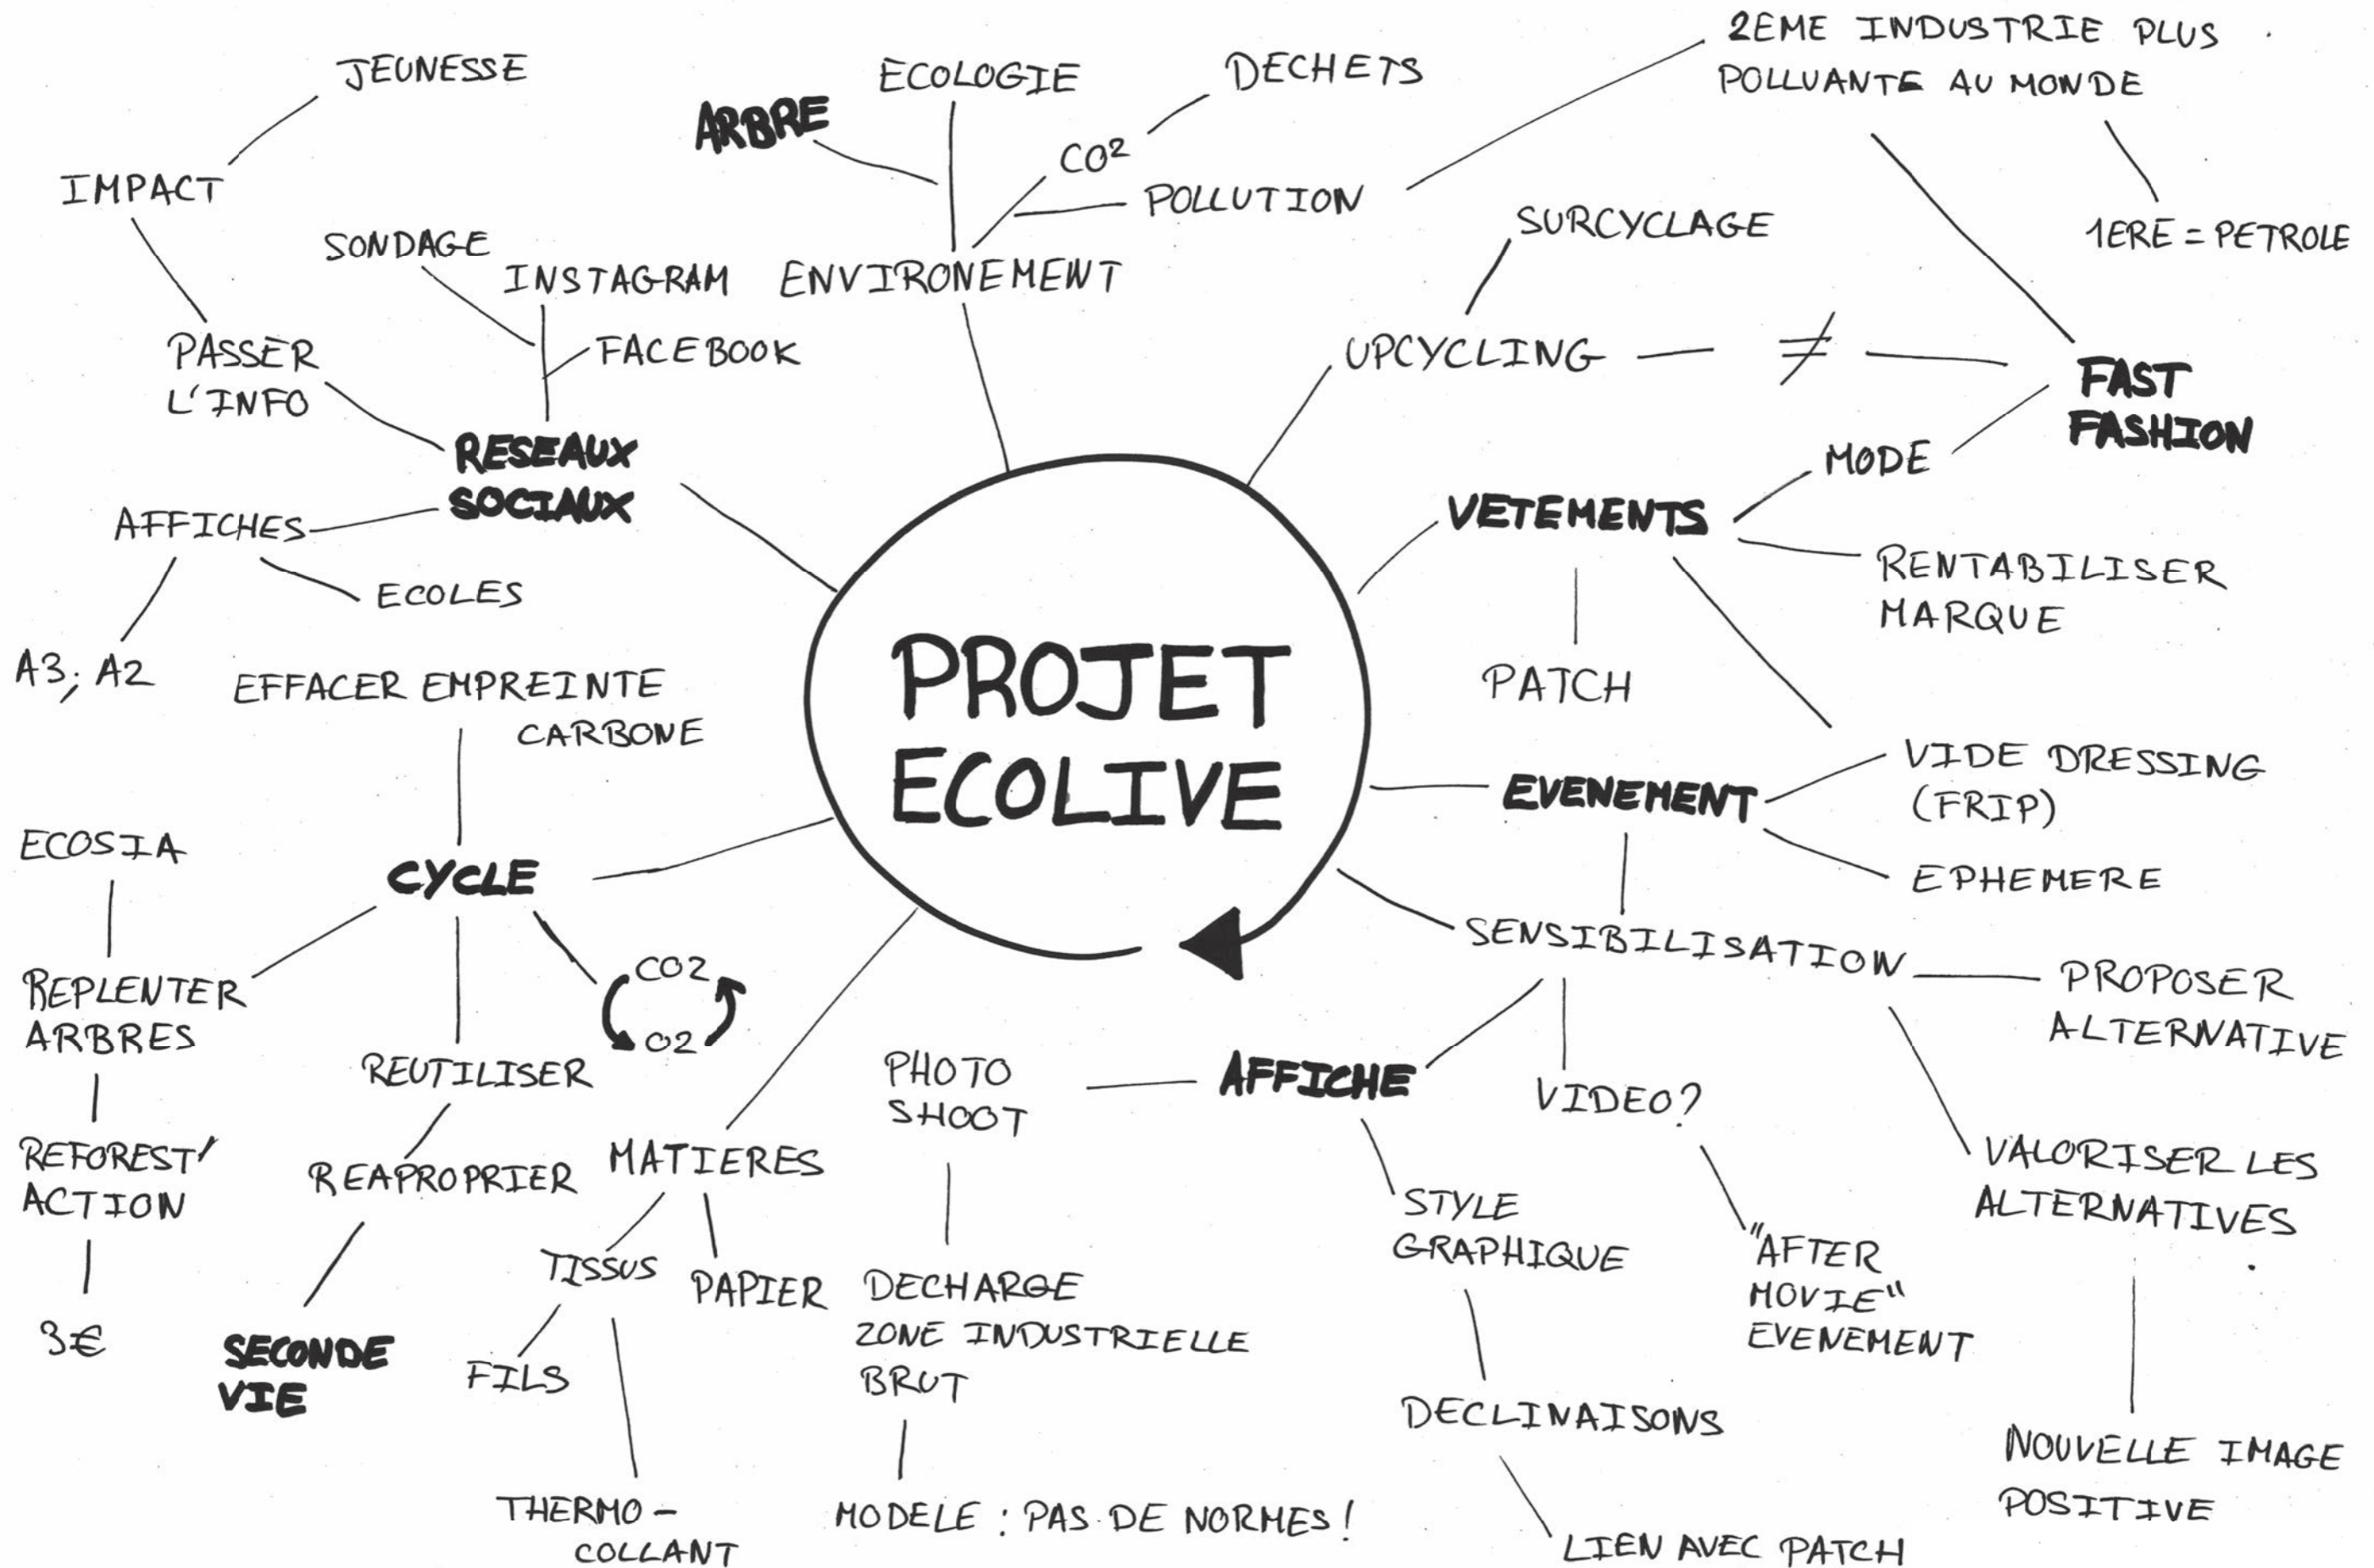 JEUNESSE
IMPACT
PASSER
L'INFO
SONDAGE
INSTAGRAM
FACEBOOK
RESEAUX
SOCIAUX
AFFICHES
ECOLES
A3; A2
ARBRE
ECOLOGIE
DECHETS
CO²
POLLUTION
ENVIRONEMENT
2EME INDUSTRIE PLUS
POLLUANTE AU MONDE
1ERE = PETROLE
SURCYCLAGE
UPCYCLING
≠
FAST
FASHION
MODE
VETEMENTS
RENTABILISER
MARQUE
PATCH
PROJET
ECOLIVE
EFFACER EMPREINTE
CARBONE
CYCLE
ECOSIA
REPLENTER
ARBRES
REFOREST'
ACTION
3€
CO2
O2
REUTILISER
REAPROPRIER
SECONDE
VIE
MATIERES
TISSUS
PAPIER
FILS
THERMO-
COLLANT
EVENEMENT
VIDE DRESSING
(FRIP)
EPHEMERE
SENSIBILISATION
PROPOSER
ALTERNATIVE
VALORISER LES
ALTERNATIVES
NOUVELLE IMAGE
POSITIVE
AFFICHE
PHOTO
SHOOT
DECHARGE
ZONE INDUSTRIELLE
BRUT
MODELE : PAS DE NORMES !
VIDEO?
"AFTER
MOVIE"
EVENEMENT
STYLE
GRAPHIQUE
DECLINAISONS
LIEN AVEC PATCH